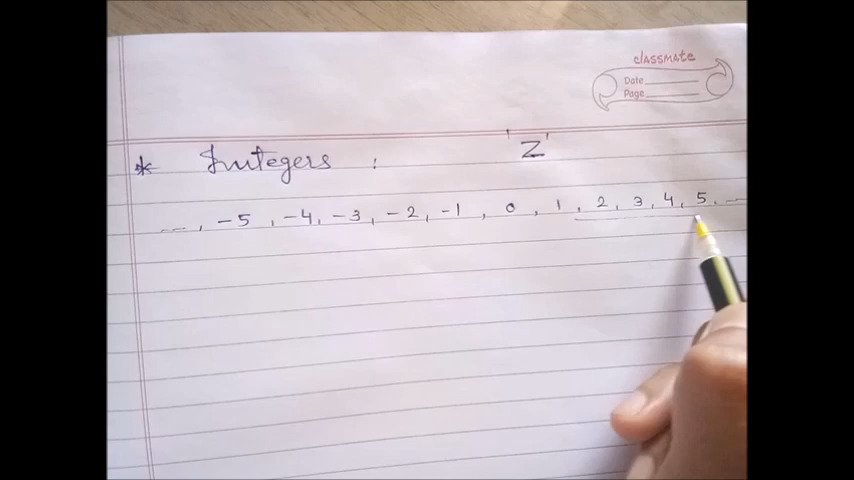 classmate
Date
Page
* Integers : 'Z'
---, -5, -4, -3, -2, -1, 0, 1, 2, 3, 4, 5, ---